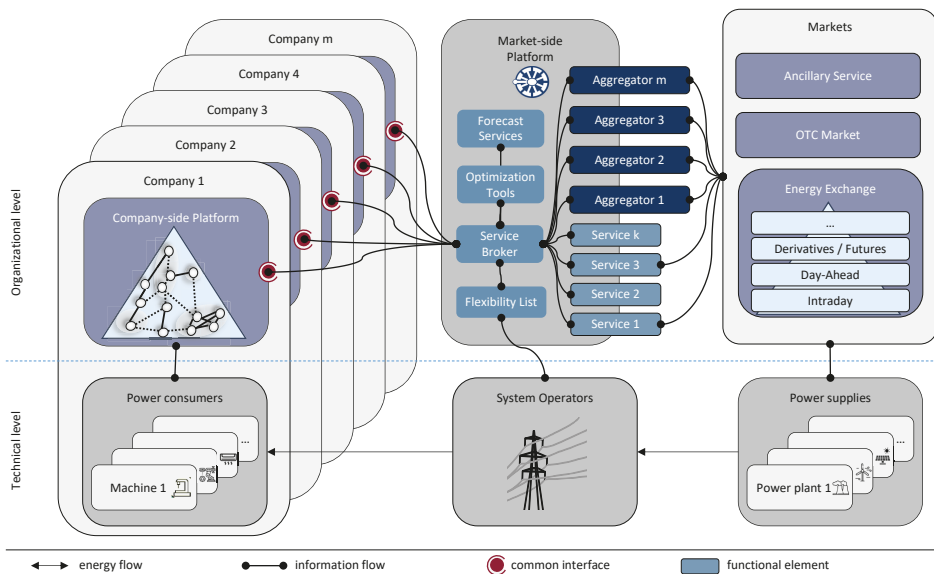 Organizational level
Technical level
Company m
Company 4
Company 3
Company 2
Company 1
Company-side Platform
Power consumers
...
Machine 1
Market-side
Platform
Forecast
Services
Optimization
Tools
Service
Broker
Flexibility List
Aggregator m
Aggregator 3
Aggregator 2
Aggregator 1
Service k
Service 3
Service 2
Service 1
System Operators
Markets
Ancillary Service
OTC Market
Energy Exchange
...
Derivatives / Futures
Day-Ahead
Intraday
Power supplies
...
Power plant 1
energy flow
information flow
common interface
functional element